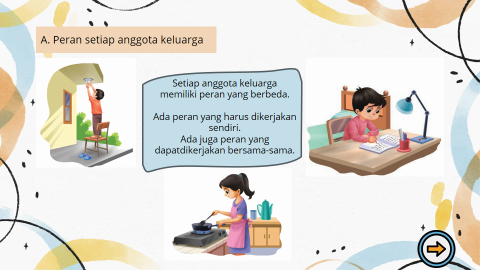 A. Peran setiap anggota keluarga
Setiap anggota keluarga
memiliki peran yang berbeda.
Ada peran yang harus dikerjakan
sendiri.
Ada juga peran yang
dapatdikerjakan bersama-sama.